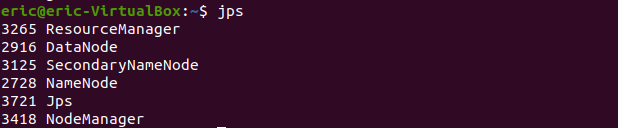 eric@eric-VirtualBox:~$ jps
3265 ResourceManager
2916 DataNode
3125 SecondaryNameNode
2728 NameNode
3721 Jps
3418 NodeManager